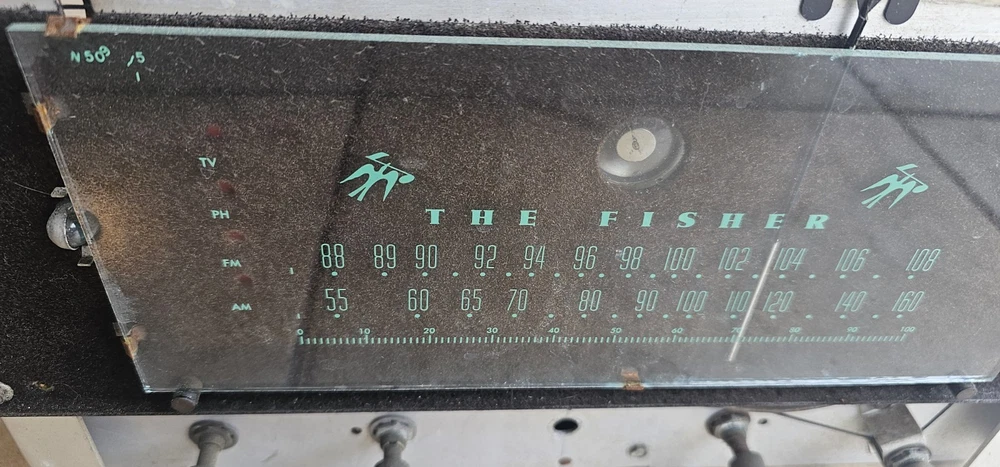 N 509 15
1
TV
PH
THE FISHER
FM 88 89 90 92 94 96 98 100 102 104 106 108
AM 55 60 65 70 80 90 100 110 120 140 160
0 10 20 30 40 50 60 70 80 90 100